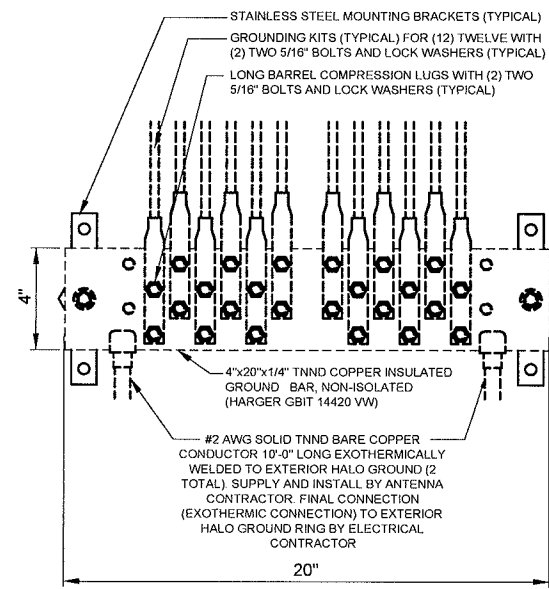 STAINLESS STEEL MOUNTING BRACKETS (TYPICAL)
GROUNDING KITS (TYPICAL) FOR (12) TWELVE WITH
(2) TWO 5/16" BOLTS AND LOCK WASHERS (TYPICAL)
LONG BARREL COMPRESSION LUGS WITH (2) TWO
5/16" BOLTS AND LOCK WASHERS (TYPICAL)
4"
4"x20"x1/4" TNND COPPER INSULATED
GROUND BAR, NON-ISOLATED
(HARGER GBIT 14420 VW)
#2 AWG SOLID TNND BARE COPPER
CONDUCTOR 10'-0" LONG EXOTHERMICALLY
WELDED TO EXTERIOR HALO GROUND (2
TOTAL). SUPPLY AND INSTALL BY ANTENNA
CONTRACTOR. FINAL CONNECTION
(EXOTHERMIC CONNECTION) TO EXTERIOR
HALO GROUND RING BY ELECTRICAL
CONTRACTOR
20"